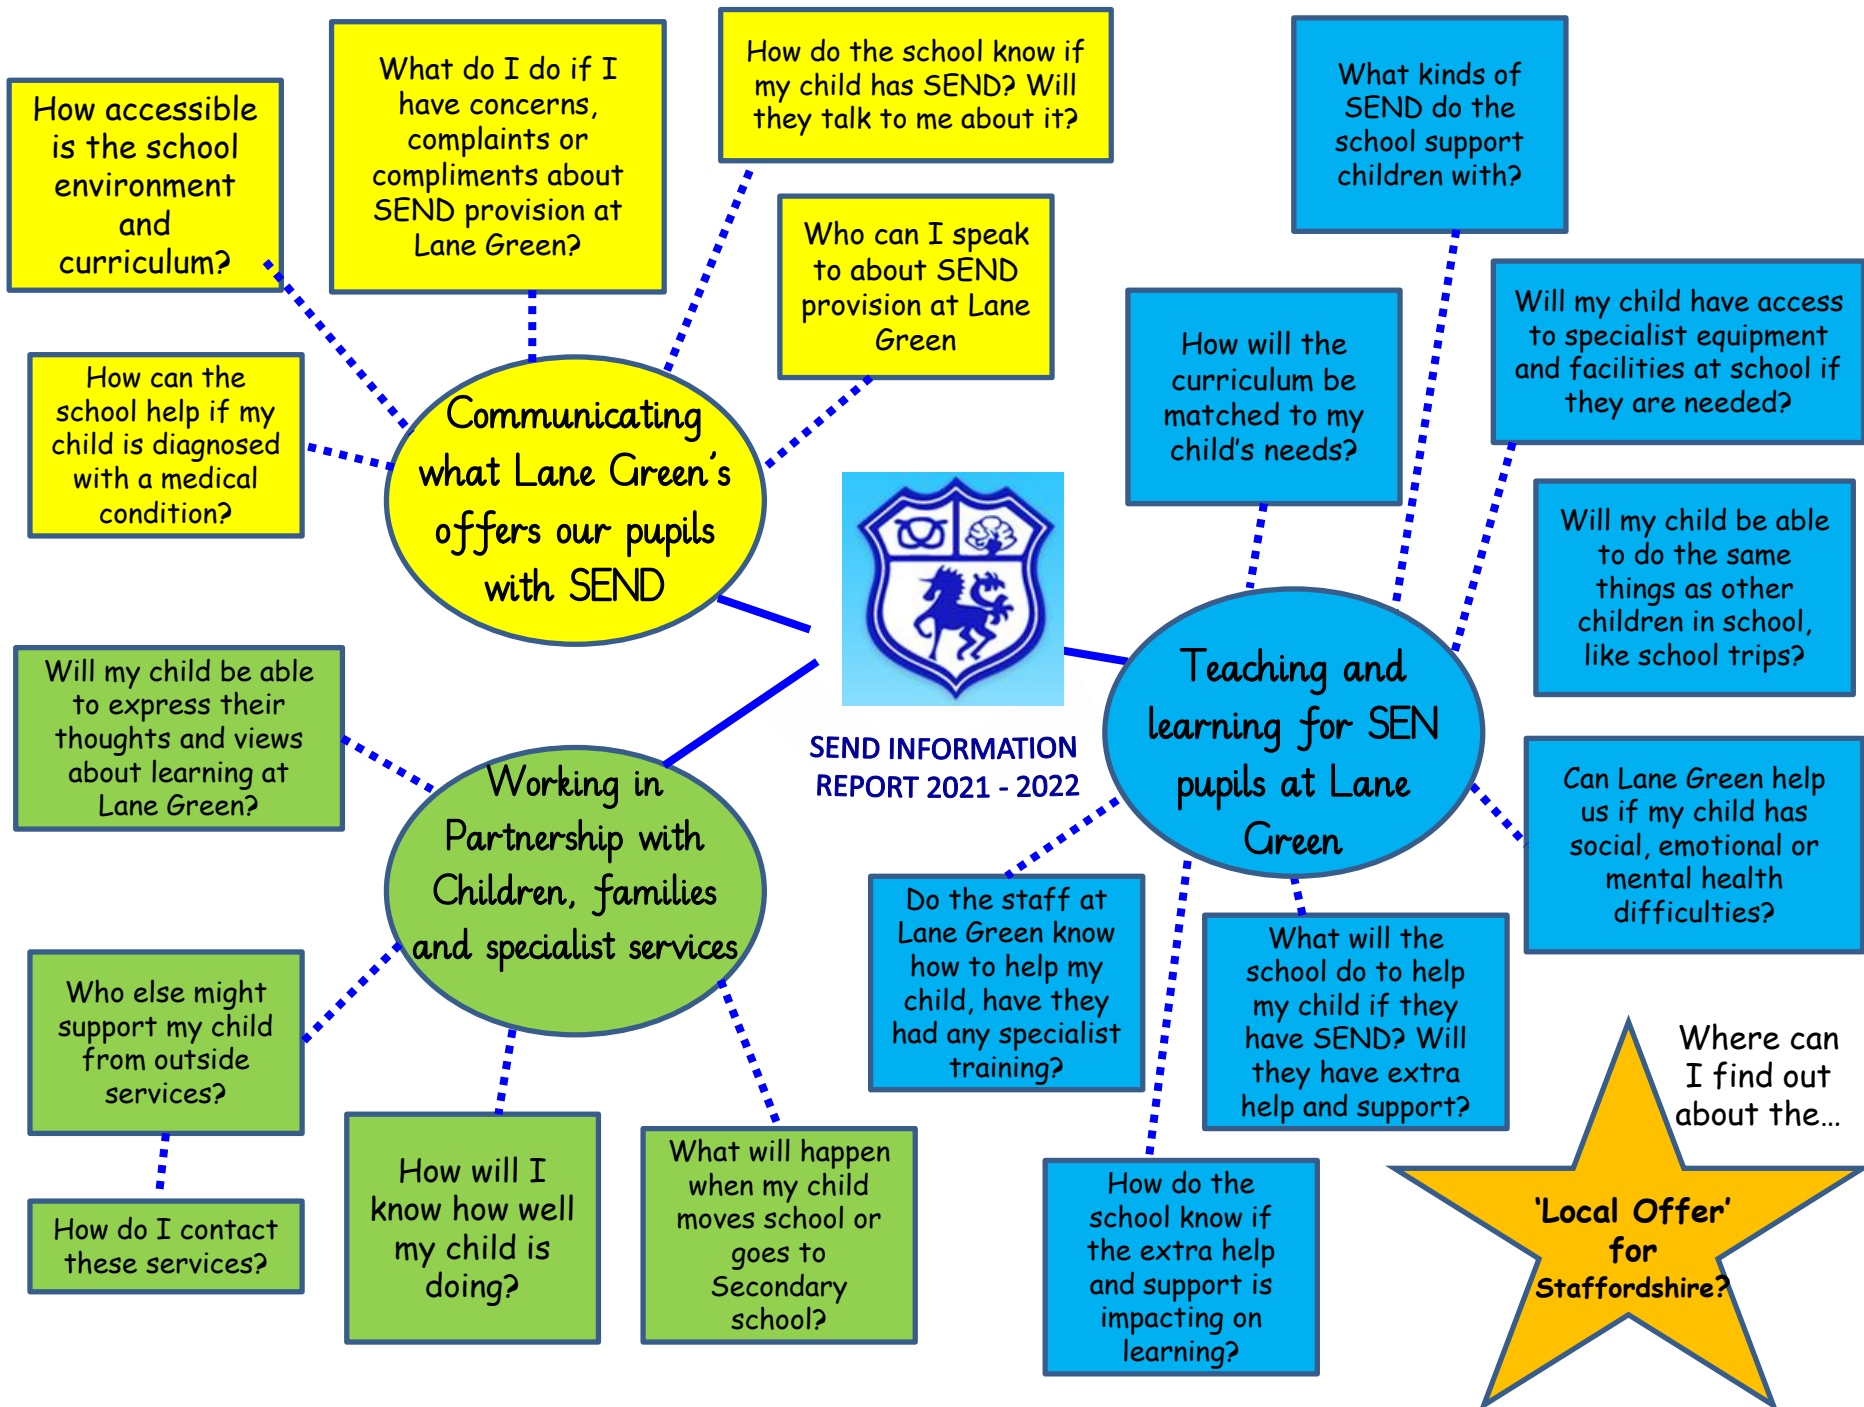 How accessible
is the school
environment
and
curriculum?
What do I do if I
have concerns,
complaints or
compliments about
SEND provision at
Lane Green?
How do the school know if
my child has SEND? Will
they talk to me about it?
Who can I speak
to about SEND
provision at Lane
Green
How can the
school help if my
child is diagnosed
with a medical
condition?
Communicating
what Lane Green's
offers our pupils
with SEND
What kinds of
SEND do the
school support
children with?
How will the
curriculum be
matched to my
child's needs?
Will my child have access
to specialist equipment
and facilities at school if
they are needed?
Will my child be able
to do the same
things as other
children in school,
like school trips?
Teaching and
learning for SEN
pupils at Lane
Green
SEND INFORMATION
REPORT 2021 - 2022
Will my child be able
to express their
thoughts and views
about learning at
Lane Green?
Working in
Partnership with
Children, families
and specialist services
Can Lane Green help
us if my child has
social, emotional or
mental health
difficulties?
Do the staff at
Lane Green know
how to help my
child, have they
had any specialist
training?
What will the
school do to help
my child if they
have SEND? Will
they have extra
help and support?
Who else might
support my child
from outside
services?
How do I contact
these services?
How will I
know how well
my child is
doing?
What will happen
when my child
moves school or
goes to
Secondary
school?
How do the
school know if
the extra help
and support is
impacting on
learning?
Where can
I find out
about the…
‘Local Offer’
for
Staffordshire?